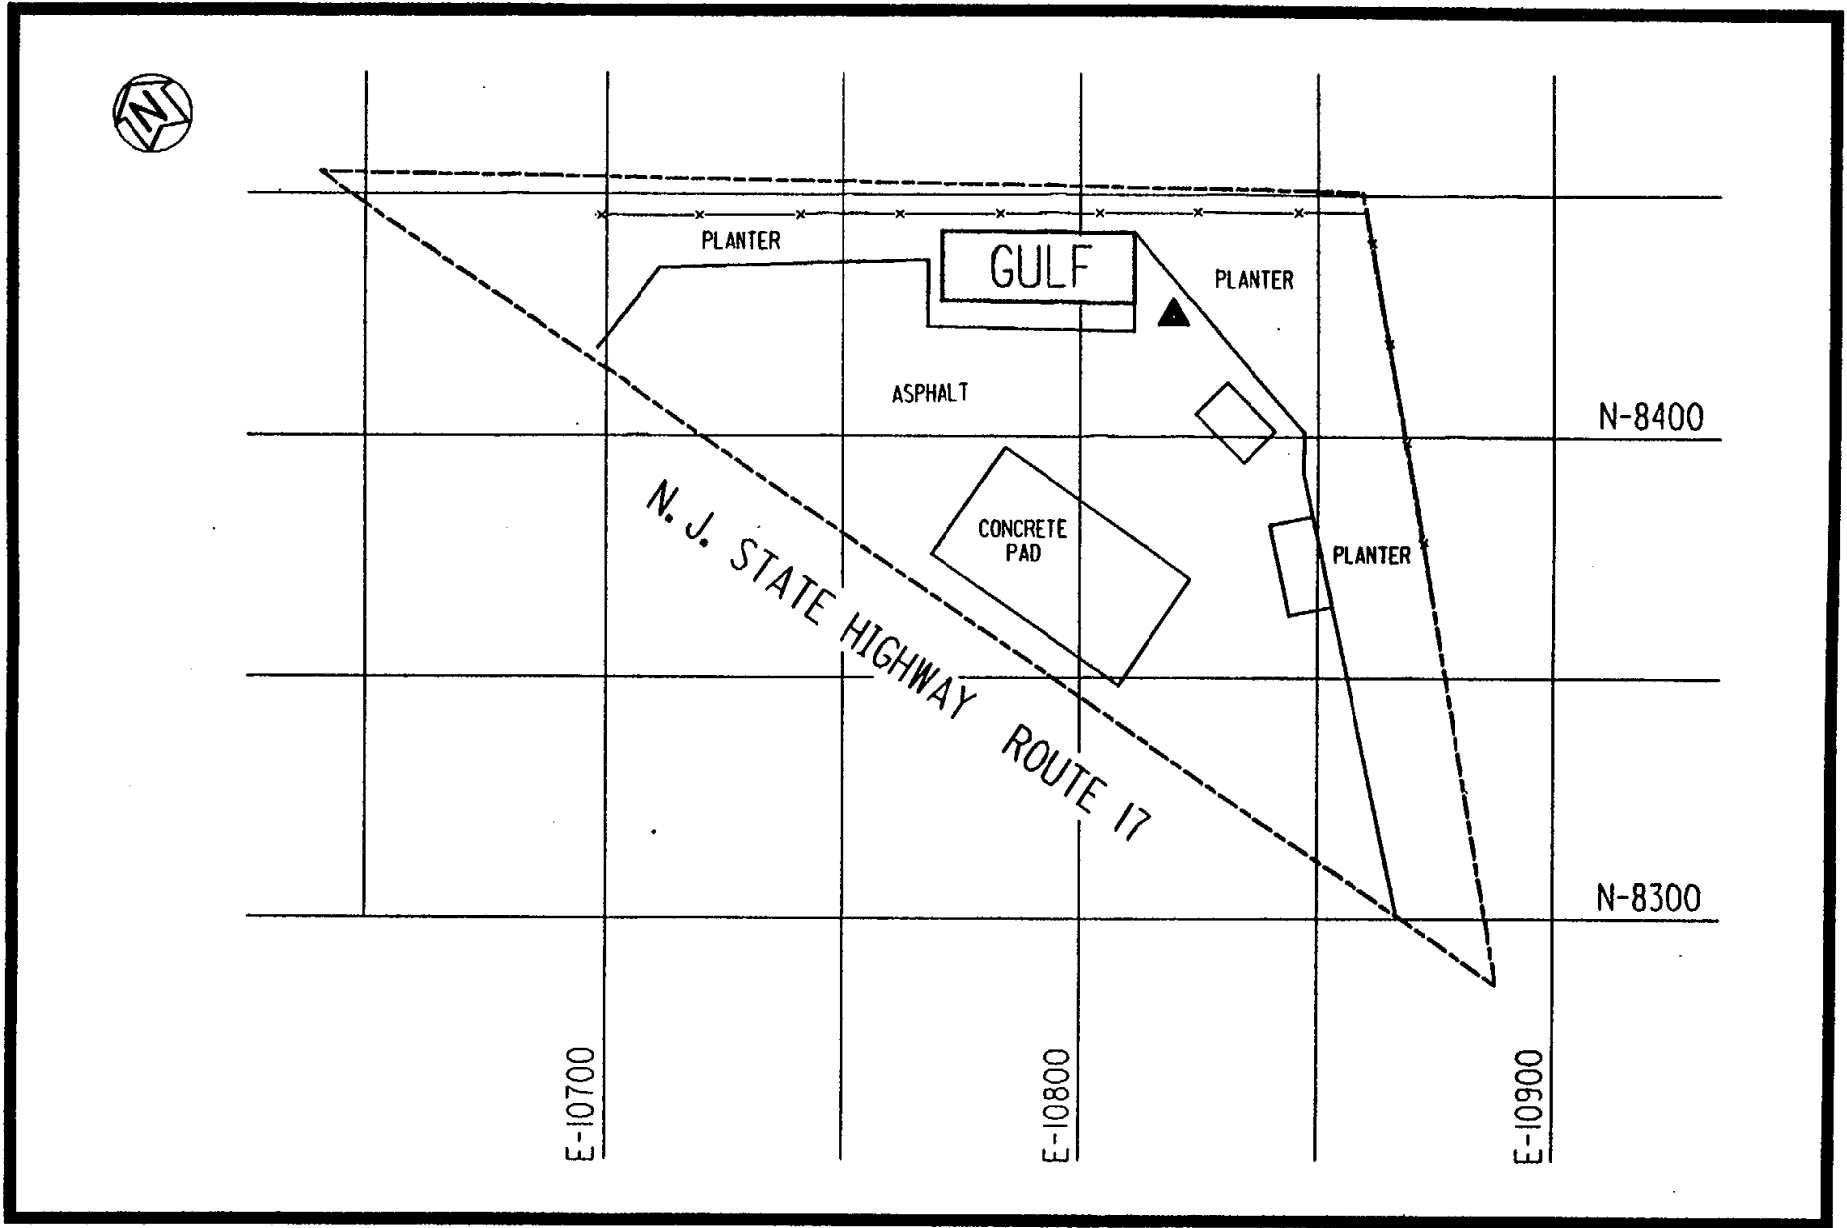 N
PLANTER
GULF
PLANTER
ASPHALT
N-8400
CONCRETE
PAD
PLANTER
N. J. STATE HIGHWAY ROUTE 17
N-8300
E-10700
E-10800
E-10900